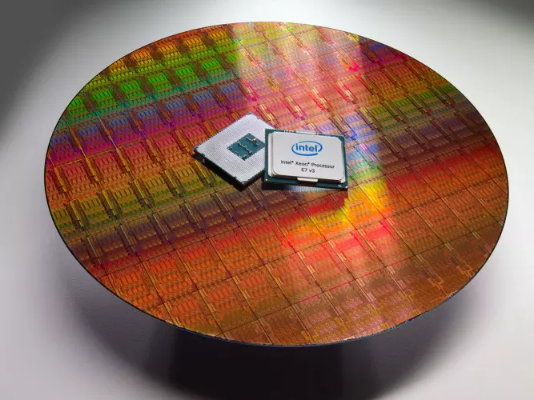 intel
Intel® Xeon® Processor
E7 v3